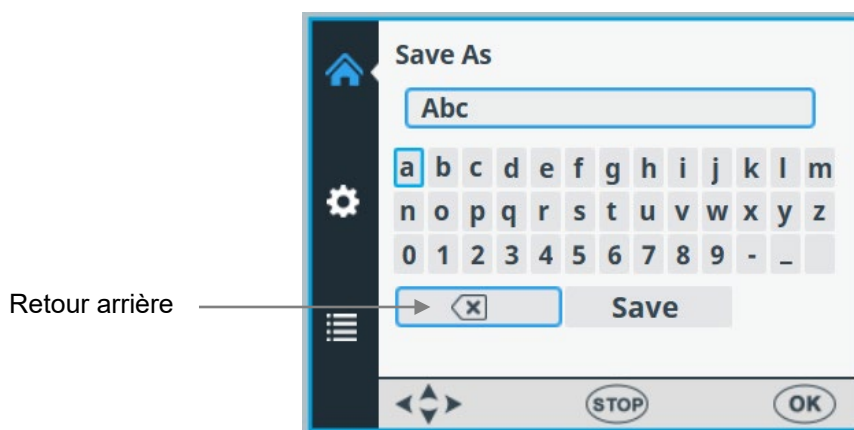 Save As
Abc
a b c d e f g h i j k l m
n o p q r s t u v w x y z
0 1 2 3 4 5 6 7 8 9 - _
Retour arrière
Save
STOP
OK